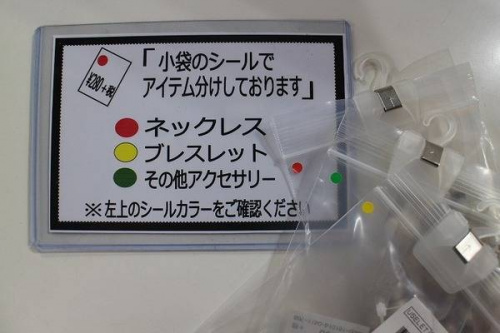 「小袋のシールで
アイテム分けしております」
¥280+税
ネックレス
ブレスレット
その他アクセサリー
※左上のシールカラーをご確認ください